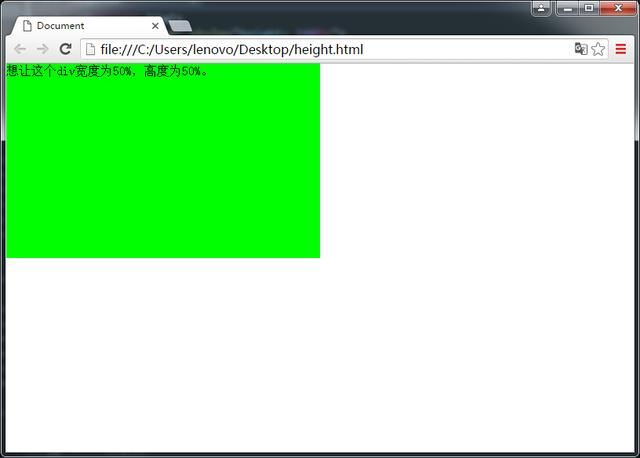 Document
file:///C:/Users/lenovo/Desktop/height.html
想让这个div宽度为50%，高度为50%。